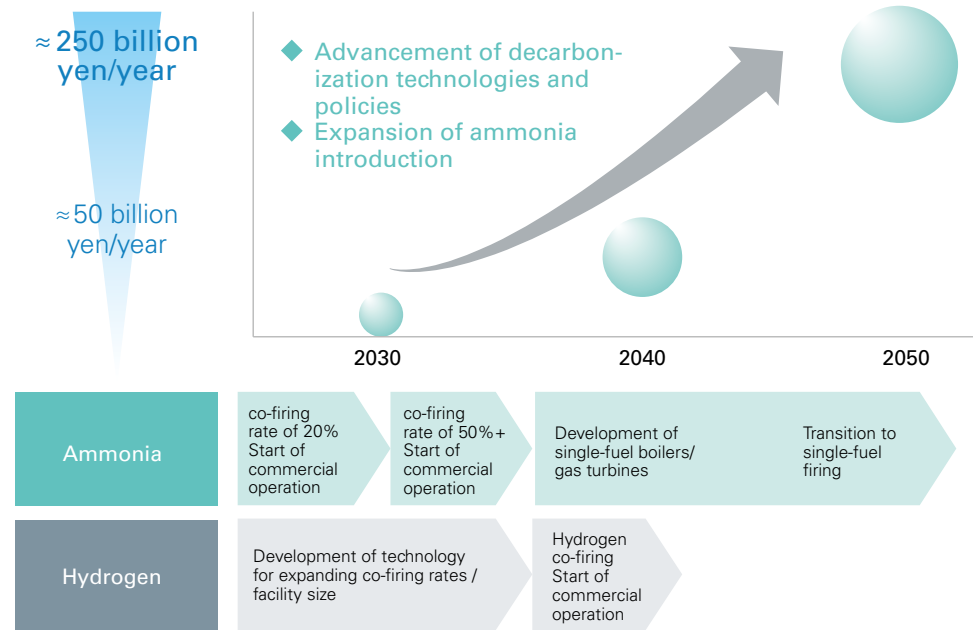 ≈250 billion
yen/year
≈50 billion
yen/year
◆ Advancement of decarbon-
ization technologies and
policies
◆ Expansion of ammonia
introduction
2030
2040
2050
Ammonia
co-firing
rate of 20%
Start of
commercial
operation
co-firing
rate of 50%+
Start of
commercial
operation
Development of
single-fuel boilers/
gas turbines
Transition to
single-fuel
firing
Hydrogen
Development of technology
for expanding co-firing rates /
facility size
Hydrogen
co-firing
Start of
commercial
operation